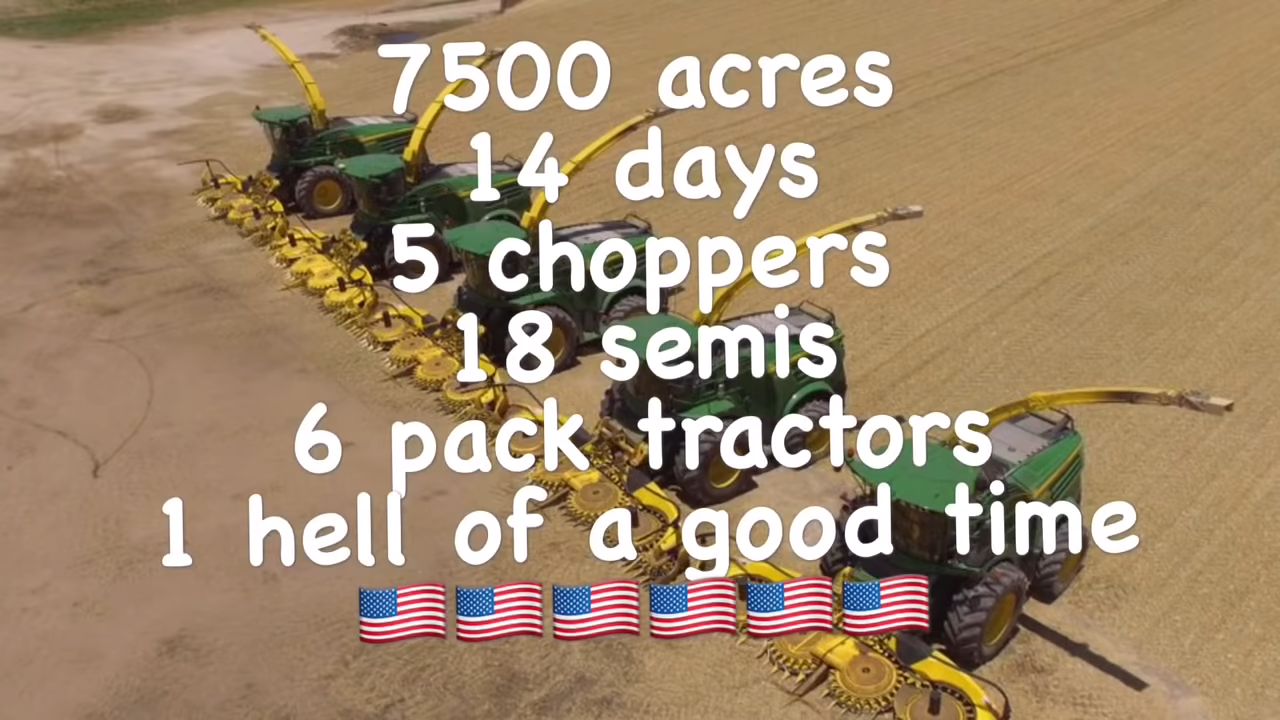 7500 acres
14 days
5 choppers
18 semis
6 pack tractors
1 hell of a good time
🇺🇸🇺🇸🇺🇸🇺🇸🇺🇸🇺🇸